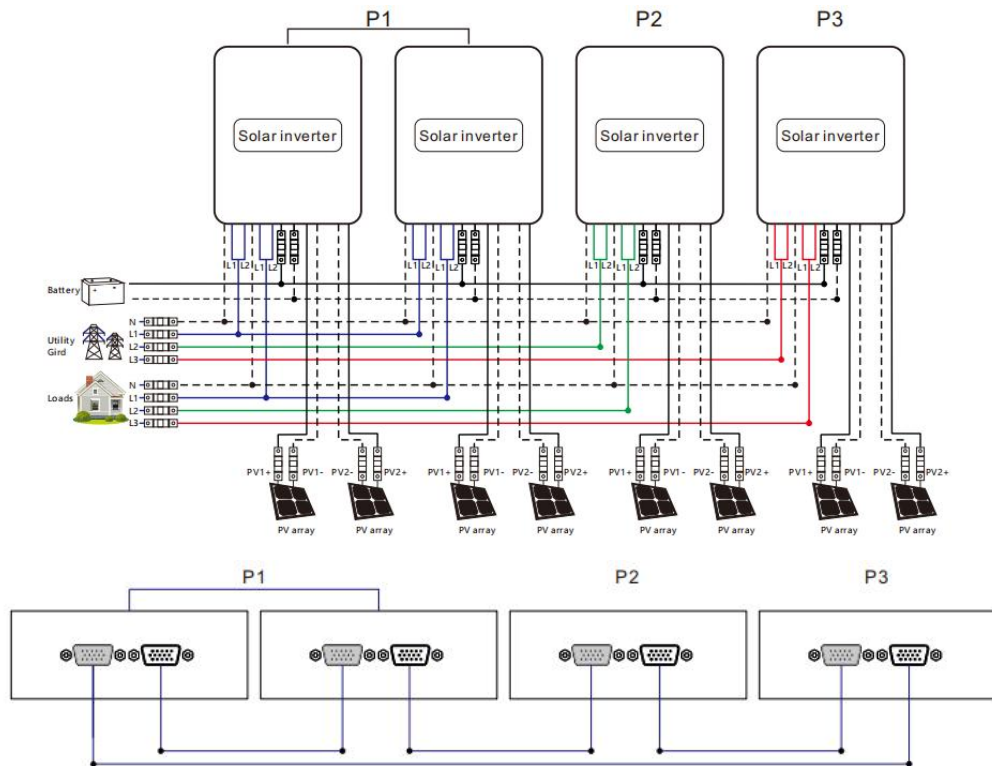 P1 P2 P3
Solar inverter Solar inverter Solar inverter Solar inverter
L1 L2 L1 L2 L1 L2 L1 L2 L1 L2 L1 L2 L1 L2 L1 L2
Battery
N
L1
Utility
L2
Gird
L3
N
L1
Loads
L2
L3
PV1+ PV1- PV2- PV2+ PV1+ PV1- PV2- PV2+ PV1+ PV1- PV2- PV2+ PV1+ PV1- PV2- PV2+
PV array PV array PV array PV array PV array PV array PV array PV array
P1 P2 P3